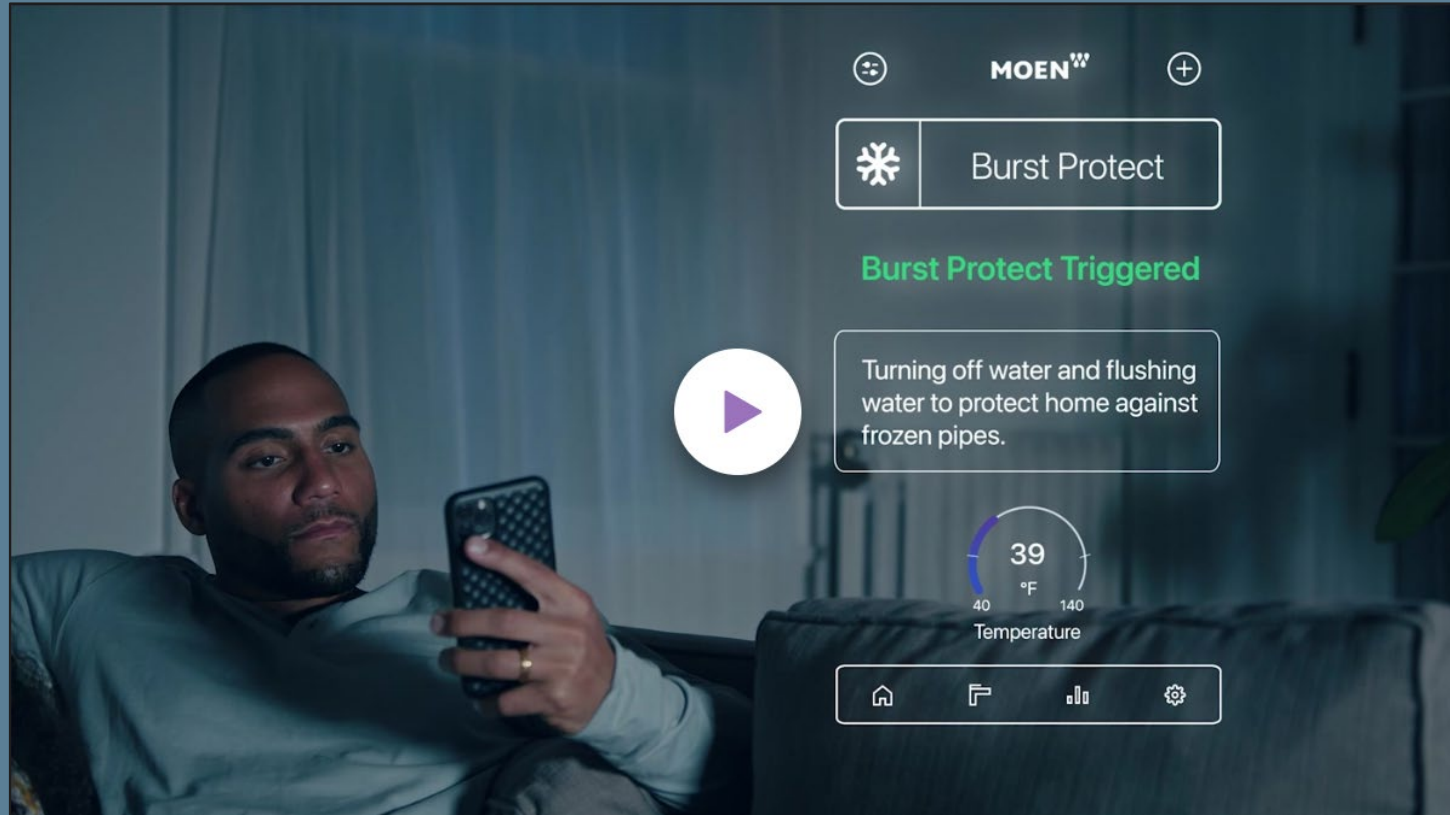 MOEN
Burst Protect
Burst Protect Triggered
Turning off water and flushing
water to protect home against
frozen pipes.
39
°F
40 140
Temperature